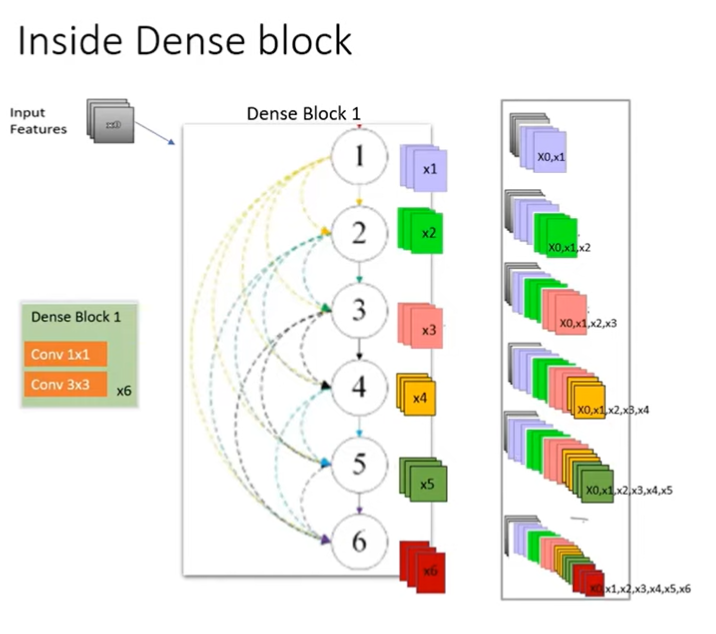 Inside Dense block
Input
Features
x0
Dense Block 1
1
2
3
4
5
6
x1
x2
x3
x4
x5
x6
Dense Block 1
Conv 1x1
Conv 3x3
x6
X0,x1
X0,x1,x2
X0,x1,x2,x3
X0,x1,x2,x3,x4
X0,x1,x2,x3,x4,x5
X0,x1,x2,x3,x4,x5,x6